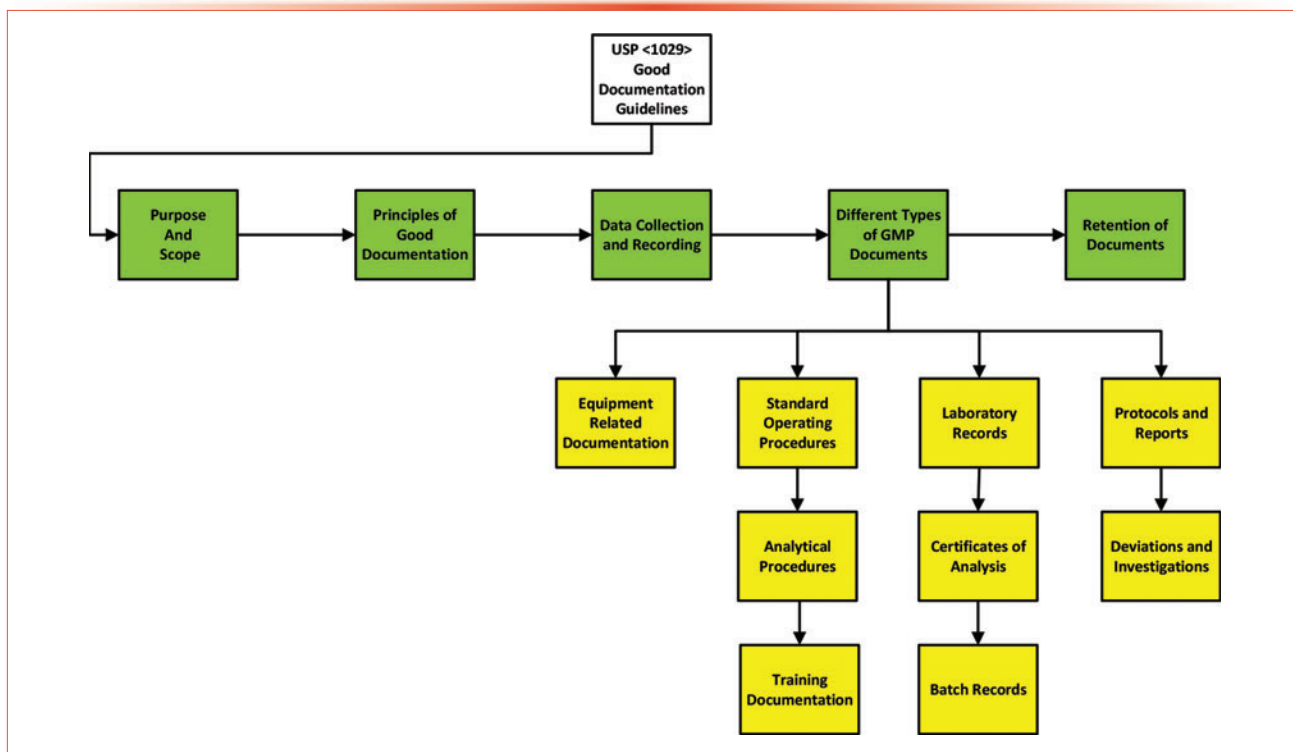 USP <1029>
Good
Documentation
Guidelines
Purpose
And
Scope
Principles of
Good
Documentation
Data Collection
and Recording
Different Types
of GMP
Documents
Retention of
Documents
Equipment
Related
Documentation
Standard
Operating
Procedures
Laboratory
Records
Protocols and
Reports
Analytical
Procedures
Certificates of
Analysis
Deviations and
Investigations
Training
Documentation
Batch Records